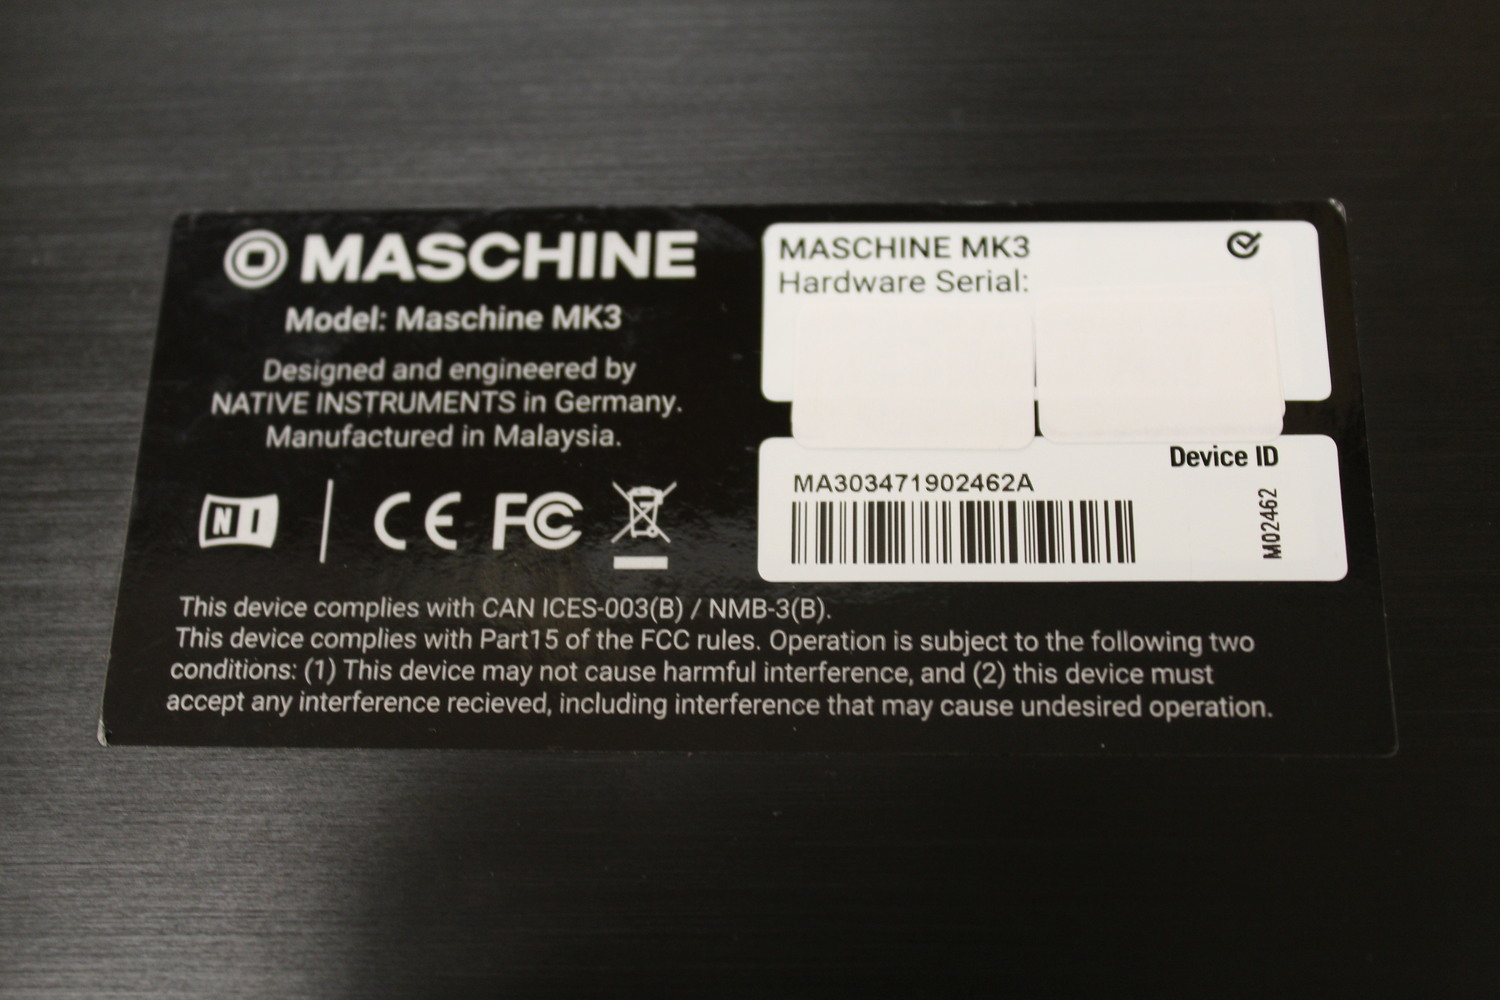 MASCHINE
Model: Maschine MK3
Designed and engineered by
NATIVE INSTRUMENTS in Germany.
Manufactured in Malaysia.
NI
CE FC
This device complies with CAN ICES-003(B) / NMB-3(B).
This device complies with Part15 of the FCC rules. Operation is subject to the following two
conditions: (1) This device may not cause harmful interference, and (2) this device must
accept any interference recieved, including interference that may cause undesired operation.
MASCHINE MK3
Hardware Serial:
Device ID
MA303471902462A
M02462